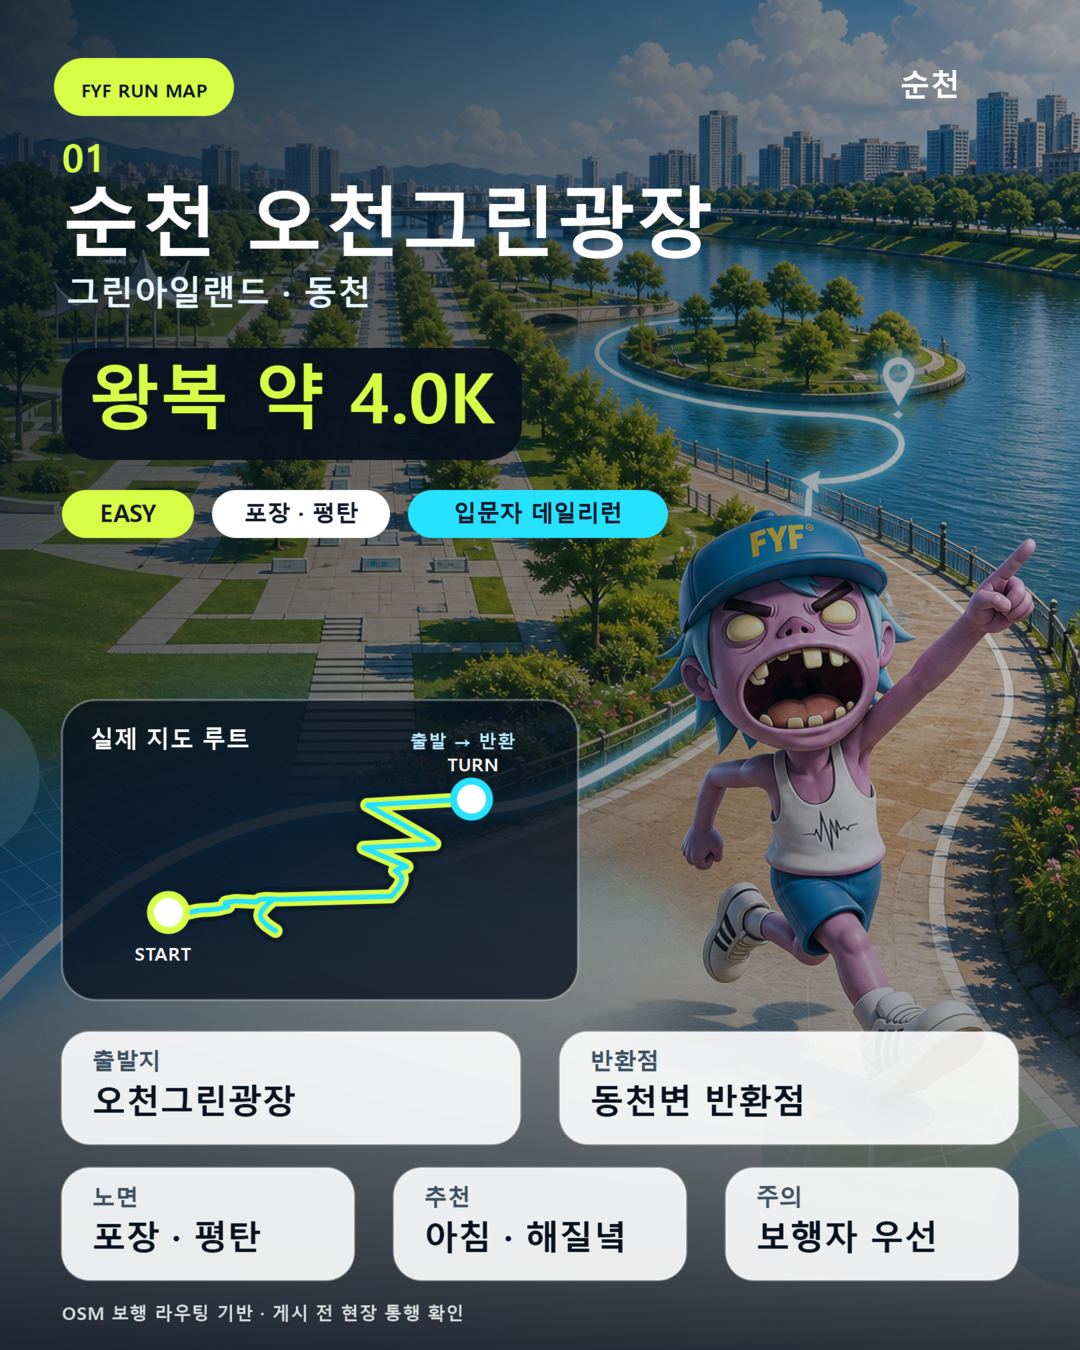 FYF RUN MAP
순천
01
순천 오천그린광장
그린아일랜드 · 동천
왕복 약 4.0K
EASY
포장 · 평탄
입문자 데일리런
FYF®
실제 지도 루트
출발 → 반환
TURN
START
출발지
오천그린광장
반환점
동천변 반환점
노면
포장 · 평탄
추천
아침 · 해질녘
주의
보행자 우선
OSM 보행 라우팅 기반 · 게시 전 현장 통행 확인